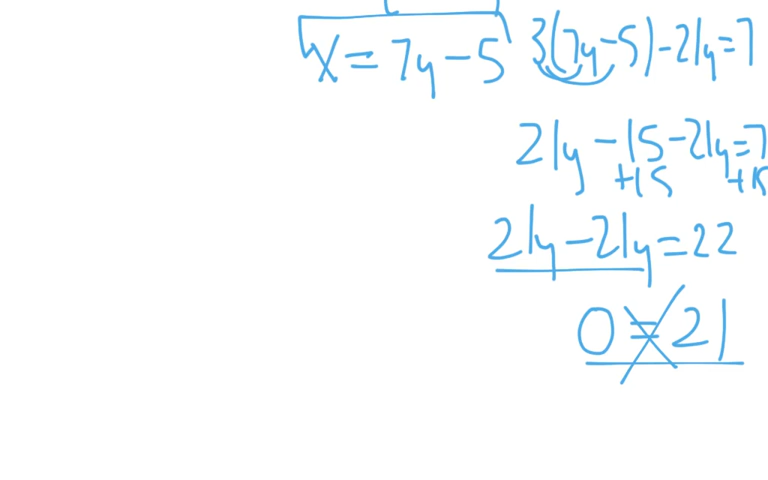 x = 7y - 5
3(7y - 5) - 21y = 7
21y - 15 - 21y = 7
+15 +15
21y - 21y = 22
0 = 21